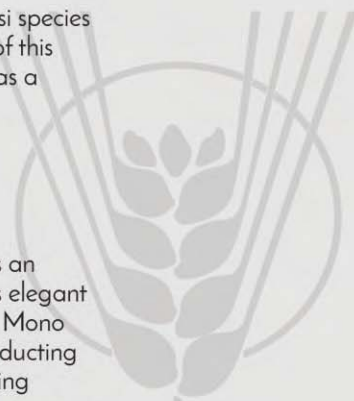 si species
of this
as a
an
s elegant
Mono
ducting
ing